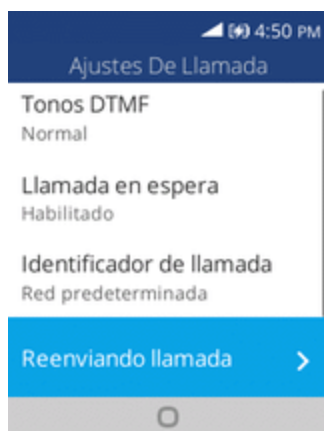 4:50 PM
Ajustes De Llamada
Tonos DTMF
Normal
Llamada en espera
Habilitado
Identificador de llamada
Red predeterminada
Reenviando llamada